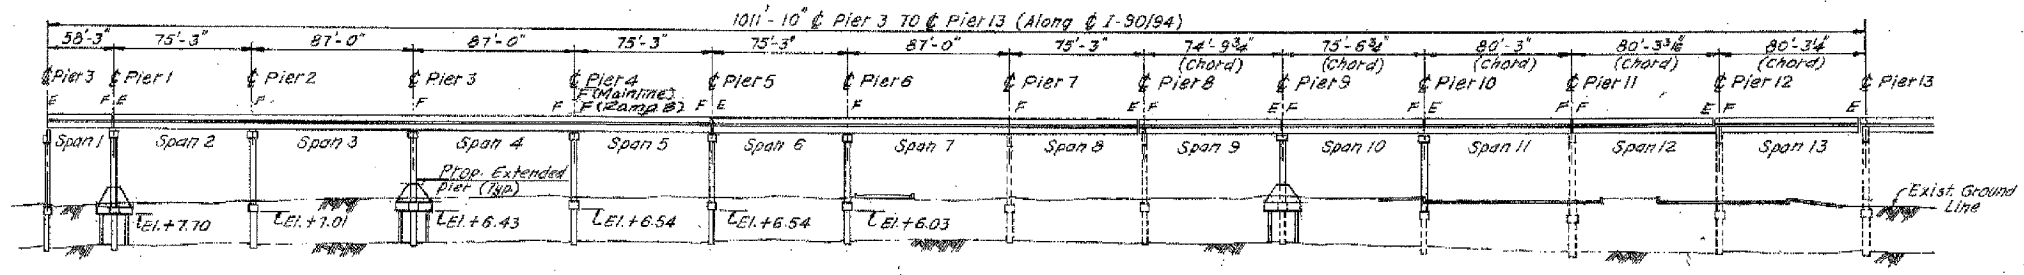 1011'-10" ℄ Pier 3 TO ℄ Pier 13 (Along ℄ I-90/94)
58'-3" 75'-3" 87'-0" 87'-0" 75'-3" 75'-3" 87'-0" 75'-3" 74'-9¾" 75'-6¾" 80'-3" 80'-3 3/16" 80'-3¼"
(Chord) (Chord) (Chord) (Chord) (Chord)
℄ Pier 3 ℄ Pier 1 ℄ Pier 2 ℄ Pier 3 ℄ Pier 4 ℄ Pier 5 ℄ Pier 6 ℄ Pier 7 ℄ Pier 8 ℄ Pier 9 ℄ Pier 10 ℄ Pier 11 ℄ Pier 12 ℄ Pier 13
F (Mainline)
E F E F F F F (Ramp B) F E F F E F E F F E F F E F E
Span 1 Span 2 Span 3 Span 4 Span 5 Span 6 Span 7 Span 8 Span 9 Span 10 Span 11 Span 12 Span 13
Prop. Extended
pier (Typ.)
Exist. Ground
Line
El. +7.70 El. +7.01 El. +6.43 El. +6.54 El. +6.54 El. +6.03